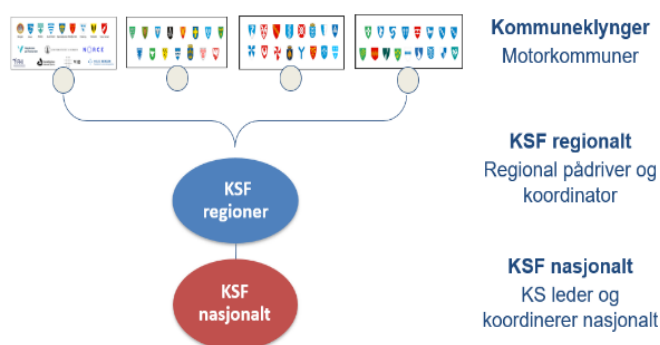 Kommuneklynger
Motorkommuner
KSF
regioner
KSF regionalt
Regional pådriver og
koordinator
KSF
nasjonalt
KSF nasjonalt
KS leder og
koordinerer nasjonalt